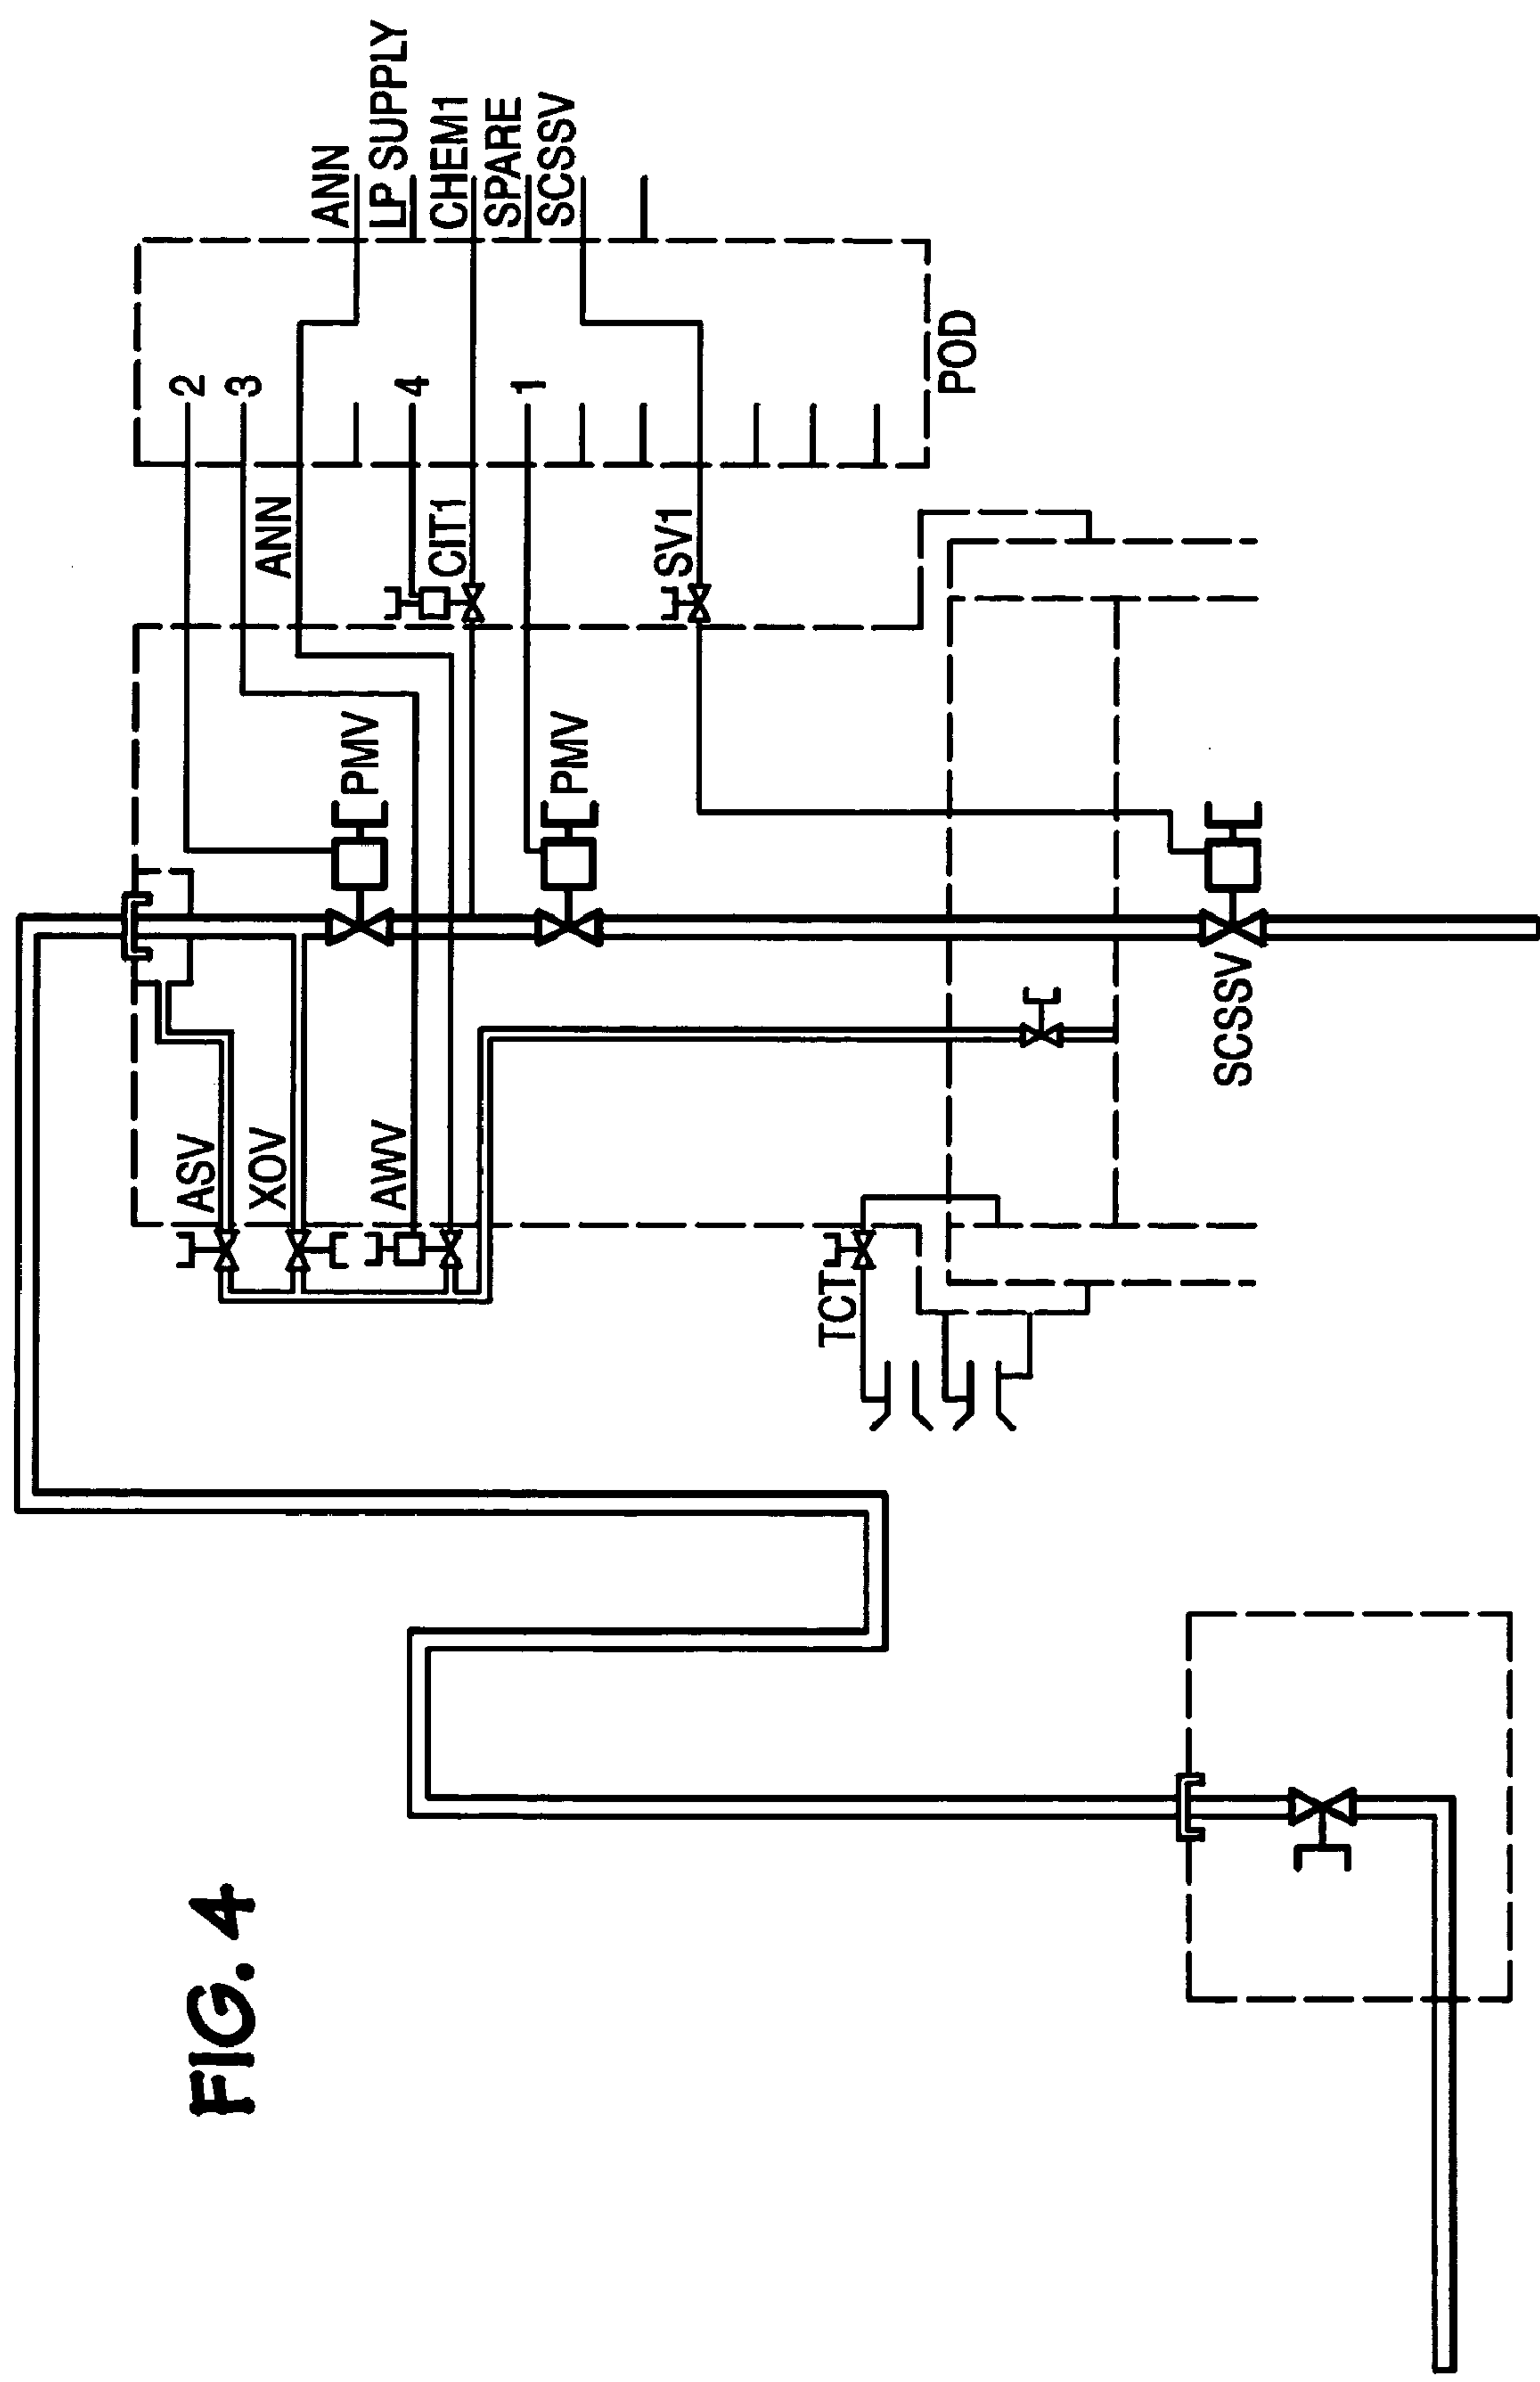 ANN
LP SUPPLY
CHEM1
SPARE
SCSSV
2
3
4
1
POD
ANN
CIT1
SV1
PMV
PMV
SCSSV
ASV
XOV
AWV
TCT
FIG. 4